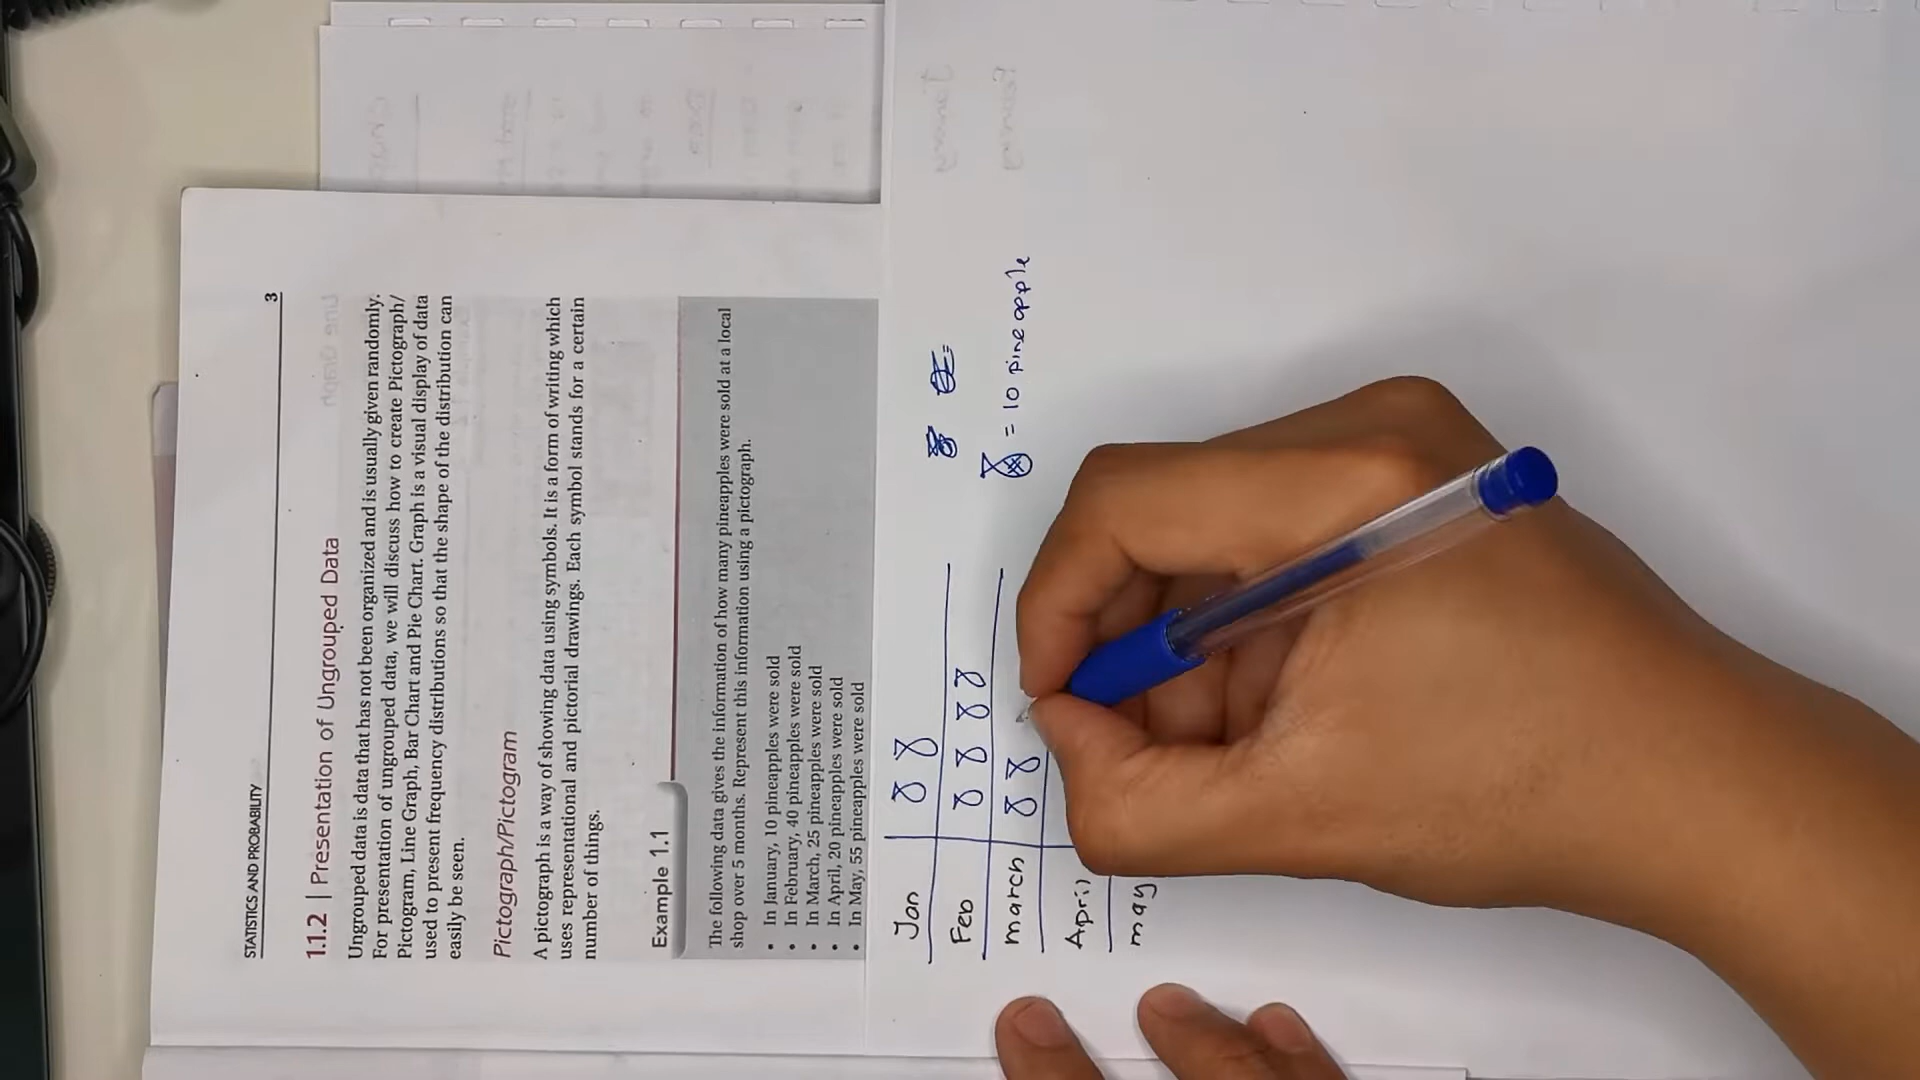 STATISTICS AND PROBABILITY 3
1.1.2 | Presentation of Ungrouped Data
Ungrouped data is data that has not been organized and is usually given randomly.
For presentation of ungrouped data, we will discuss how to create Pictograph/
Pictogram, Line Graph, Bar Chart and Pie Chart. Graph is a visual display of data
used to present frequency distributions so that the shape of the distribution can
easily be seen.
Pictograph/Pictogram
A pictograph is a way of showing data using symbols. It is a form of writing which
uses representational and pictorial drawings. Each symbol stands for a certain
number of things.
Example 1.1
The following data gives the information of how many pineapples were sold at a local
shop over 5 months. Represent this information using a pictograph.
• In January, 10 pineapples were sold
• In February, 40 pineapples were sold
• In March, 25 pineapples were sold
• In April, 20 pineapples were sold
• In May, 55 pineapples were sold
Jan
Feb
march
April
may
= 10 pineapple